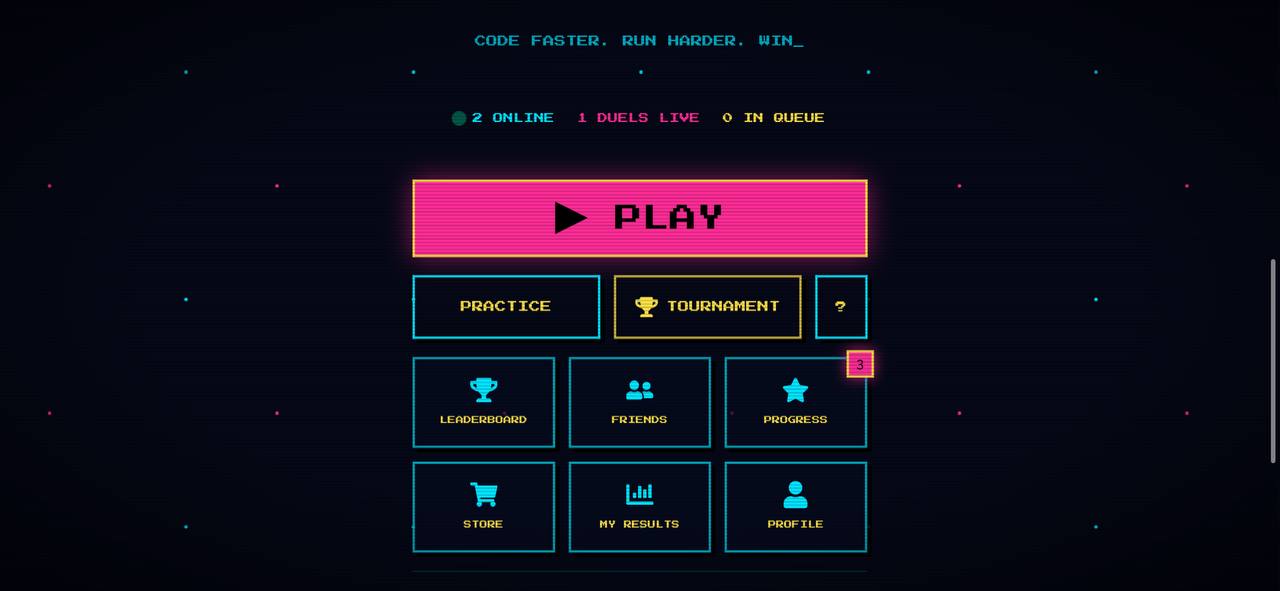 CODE FASTER. RUN HARDER. WIN_
2 ONLINE 1 DUELS LIVE 0 IN QUEUE
▶ PLAY
PRACTICE
TOURNAMENT
?
3
LEADERBOARD
FRIENDS
PROGRESS
STORE
MY RESULTS
PROFILE